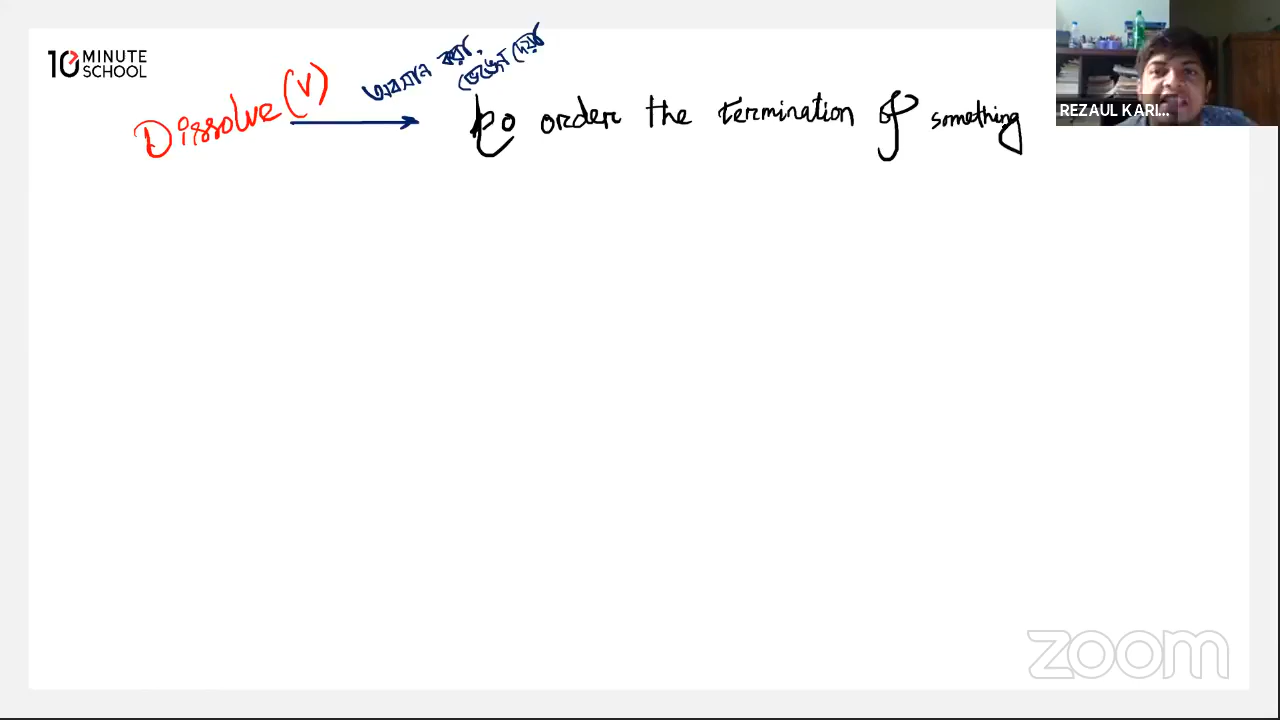 10 MINUTE
SCHOOL
অবসান করা,
ভেঙ্গে দেয়া
Dissolve (v)
to order the termination of something
REZAUL KARI...
zoom